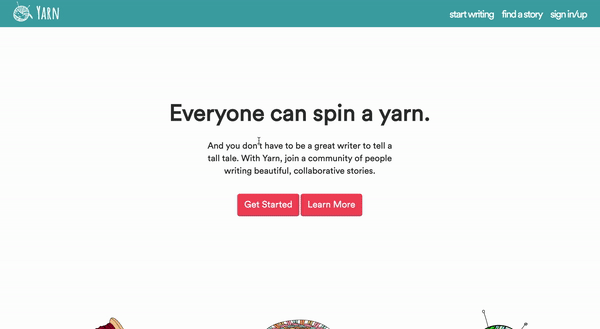 YARN
start writing find a story sign in/up
Everyone can spin a yarn.
And you don't have to be a great writer to tell a
tall tale. With Yarn, join a community of people
writing beautiful, collaborative stories.
Get Started Learn More